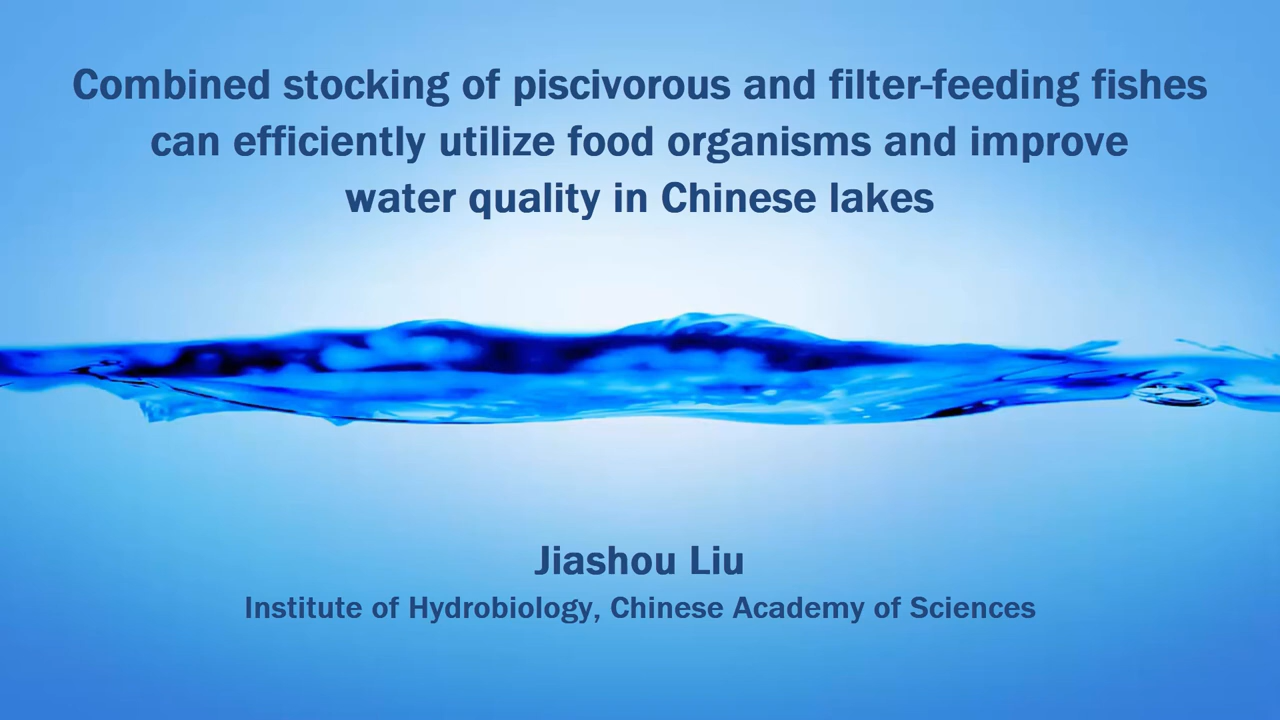 Combined stocking of piscivorous and filter-feeding fishes
can efficiently utilize food organisms and improve
water quality in Chinese lakes
Jiashou Liu
Institute of Hydrobiology, Chinese Academy of Sciences